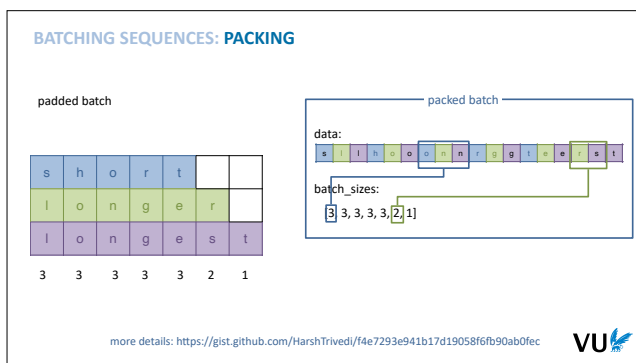 BATCHING SEQUENCES: PACKING
padded batch
s h o r t
l o n g e r
l o n g e s t
3 3 3 3 3 2 1
packed batch
data:
s l l h o o o n n r g g t e e r s t
batch_sizes:
[3, 3, 3, 3, 3, 2, 1]
more details: https://gist.github.com/HarshTrivedi/f4e7293e941b17d19058f6fb90ab0fec
VU